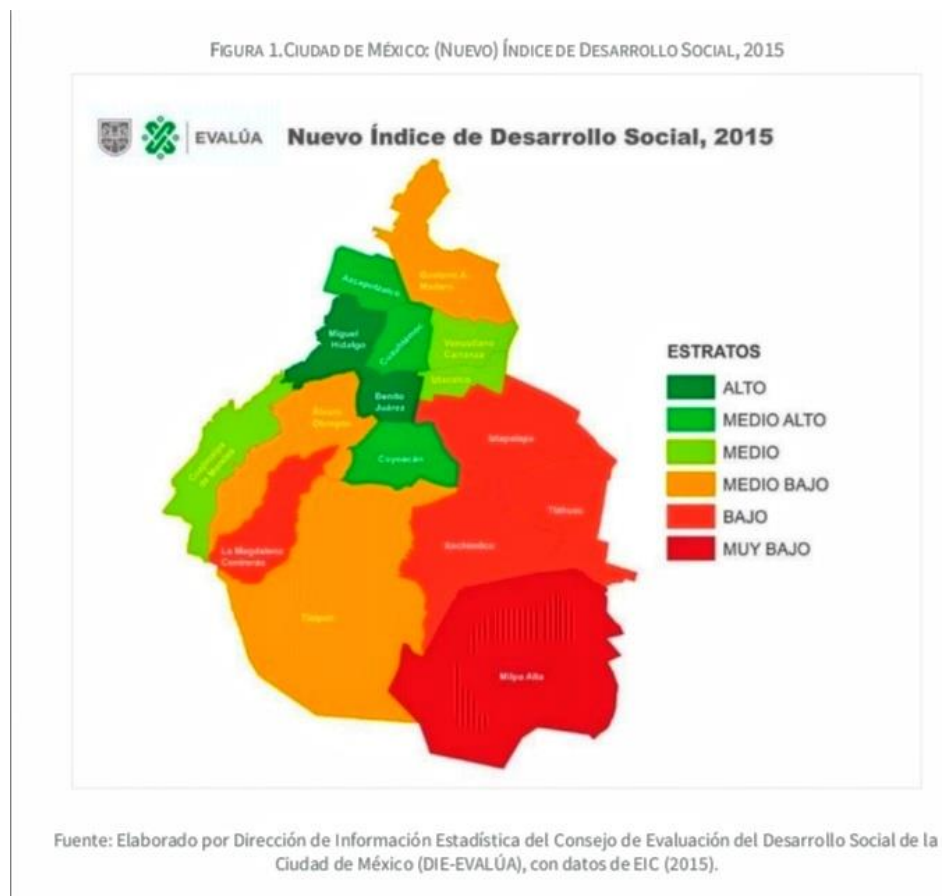 FIGURA 1.CIUDAD DE MÉXICO: (NUEVO) ÍNDICE DE DESARROLLO SOCIAL, 2015
EVALÚA
Nuevo Índice de Desarrollo Social, 2015
Gustavo A.
Madero
Azcapotzalco
Miguel
Hidalgo
Cuauhtémoc
Venustiano
Carranza
Iztacalco
Benito
Juárez
Álvaro
Obregón
Cuajimalpa
de Morelos
Coyoacán
Iztapalapa
Tláhuac
Xochimilco
La Magdalena
Contreras
Tlalpan
Milpa Alta
ESTRATOS
ALTO
MEDIO ALTO
MEDIO
MEDIO BAJO
BAJO
MUY BAJO
Fuente: Elaborado por Dirección de Información Estadística del Consejo de Evaluación del Desarrollo Social de la
Ciudad de México (DIE-EVALÚA), con datos de EIC (2015).